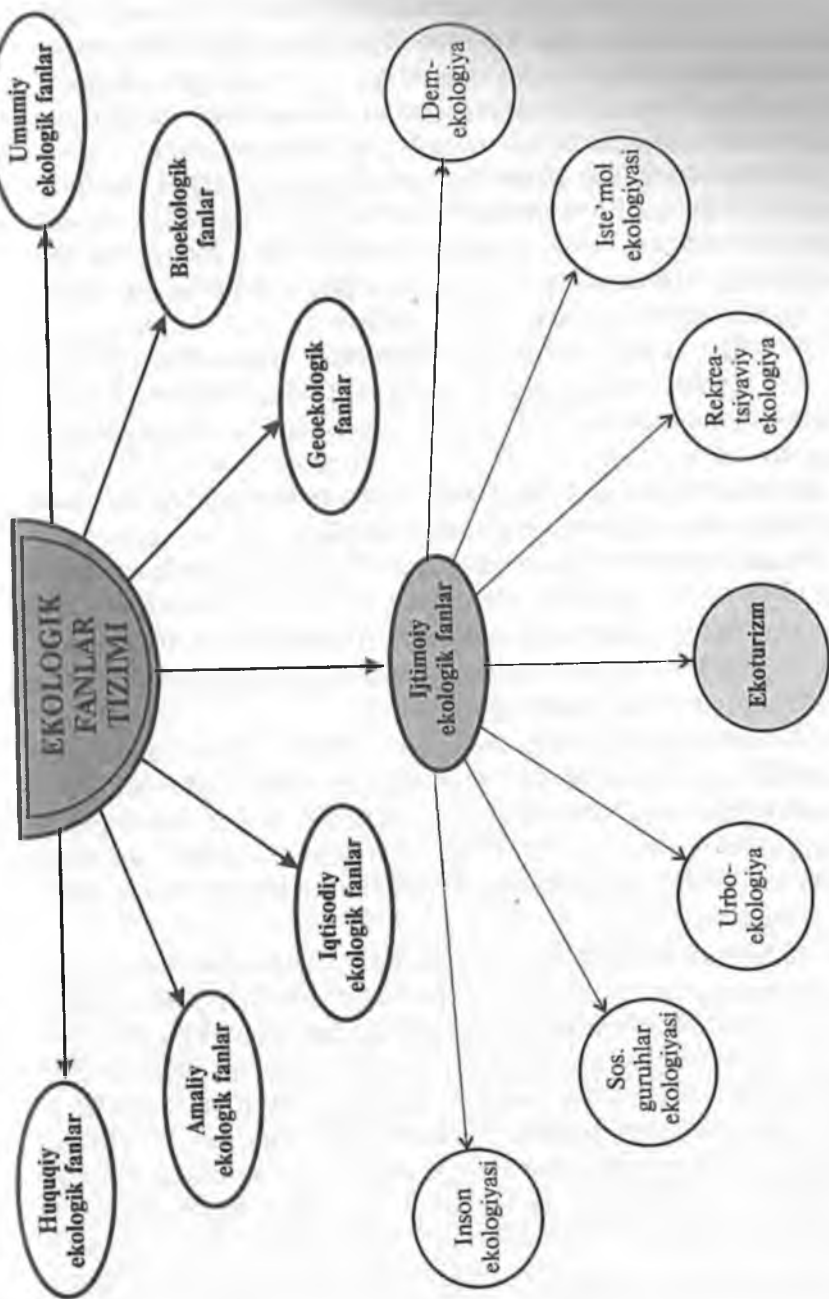 EKOLOGIK
FANLAR
TIZIMI
Huquqiy
ekologik fanlar
Amaliy
ekologik fanlar
Iqtisodiy
ekologik fanlar
Ijtimoiy
ekologik fanlar
Geoekologik
fanlar
Bioekologik
fanlar
Umumiy
ekologik fanlar
Inson
ekologiyasi
Sos.
guruhlar
ekologiyasi
Urbo-
ekologiya
Ekoturizm
Rekrea-
tsiyaviy
ekologiya
Iste’mol
ekologiyasi
Dem-
ekologiya